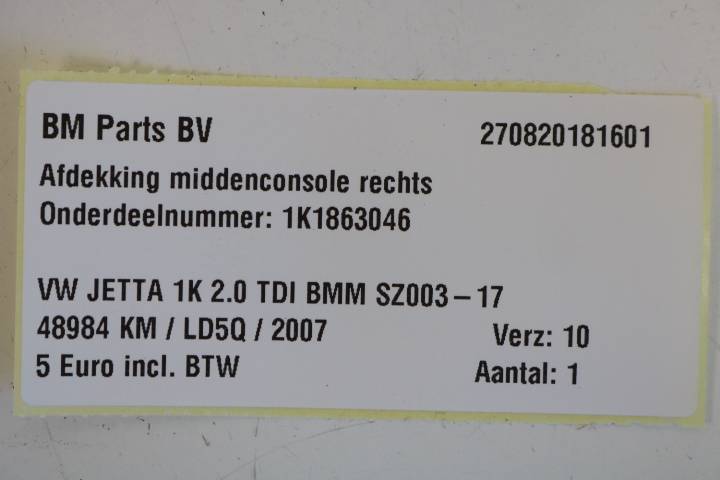 BM Parts BV 270820181601
Afdekking middenconsole rechts
Onderdeelnummer: 1K1863046
VW JETTA 1K 2.0 TDI BMM SZ003-17
48984 KM / LD5Q / 2007 Verz: 10
5 Euro incl. BTW Aantal: 1